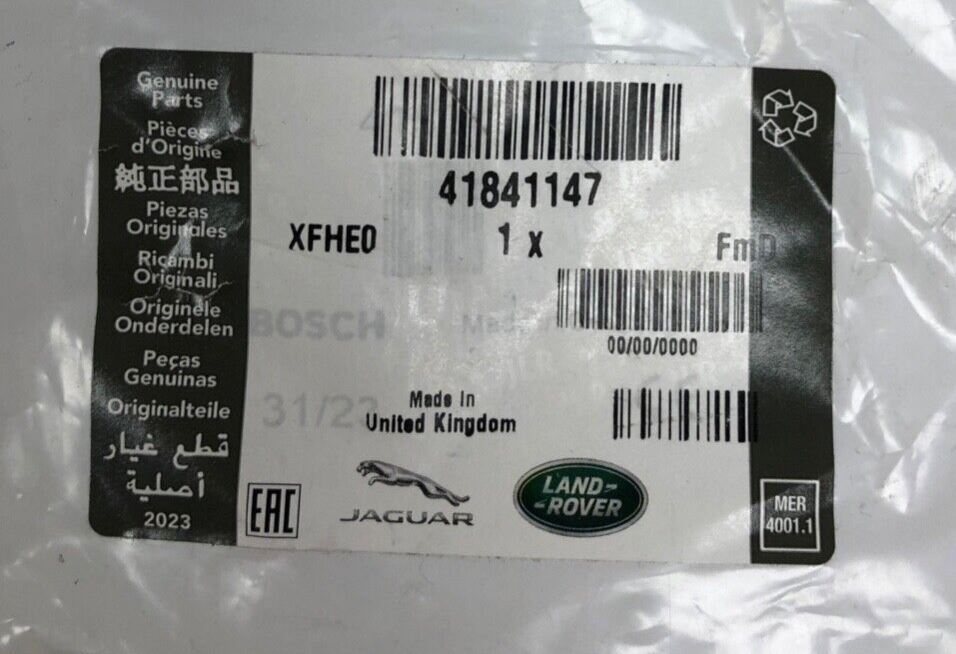 Genuine
Parts
Pièces
d'Origine
純正部品
Piezas
Originales
Ricambi
Originali
Originele
Onderdelen
Peças
Genuinas
Originalteile
قطع غيار
أصلية
2023
41841147
XFHE0
1 x
FmD
BOSCH
00/00/0000
31/23
Made In
United Kingdom
EAC
JAGUAR
LAND-
-ROVER
MER
4001.1